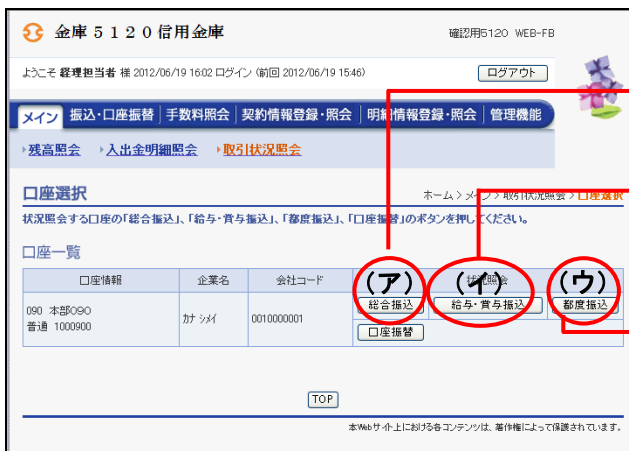 金庫５１２０信用金庫
確認用5120 WEB-FB
ようこそ 経理担当者 様 2012/06/19 16:02 ログイン (前回 2012/06/19 15:46)
ログアウト
メイン 振込・口座振替 手数料照会 契約情報登録・照会 明細情報登録・照会 管理機能
残高照会 入出金明細照会 取引状況照会
口座選択
ホーム > メイン > 取引状況照会 > 口座選択
状況照会する口座の「総合振込」、「給与・賞与振込」、「都度振込」、「口座振替」のボタンを押してください。
口座一覧
口座情報 企業名 会社コード 状況照会
(ア) (イ) (ウ)
090 本部090
普通 1000900
カナ シメイ
0010000001
総合振込 給与・賞与振込 都度振込
口座振替
TOP
本Webサイト上における各コンテンツは、著作権によって保護されています。